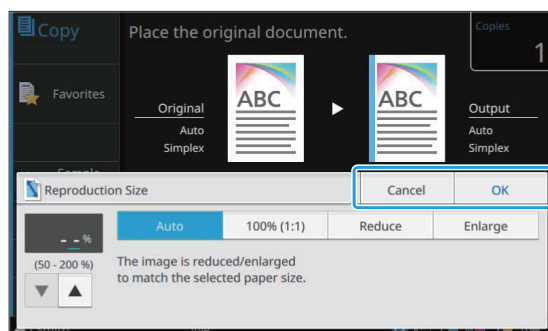 Copy
Place the original document.
Copies
1
Favorites
Original
Auto
Simplex
ABC
ABC
Output
Auto
Simplex
Reproduction Size
Cancel
OK
- - %
(50 - 200 %)
Auto
100% (1:1)
Reduce
Enlarge
The image is reduced/enlarged
to match the selected paper size.